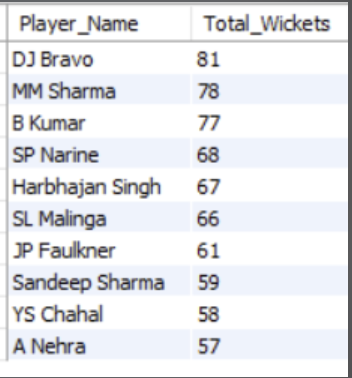 Player_Name Total_Wickets
DJ Bravo 81
MM Sharma 78
B Kumar 77
SP Narine 68
Harbhajan Singh 67
SL Malinga 66
JP Faulkner 61
Sandeep Sharma 59
YS Chahal 58
A Nehra 57